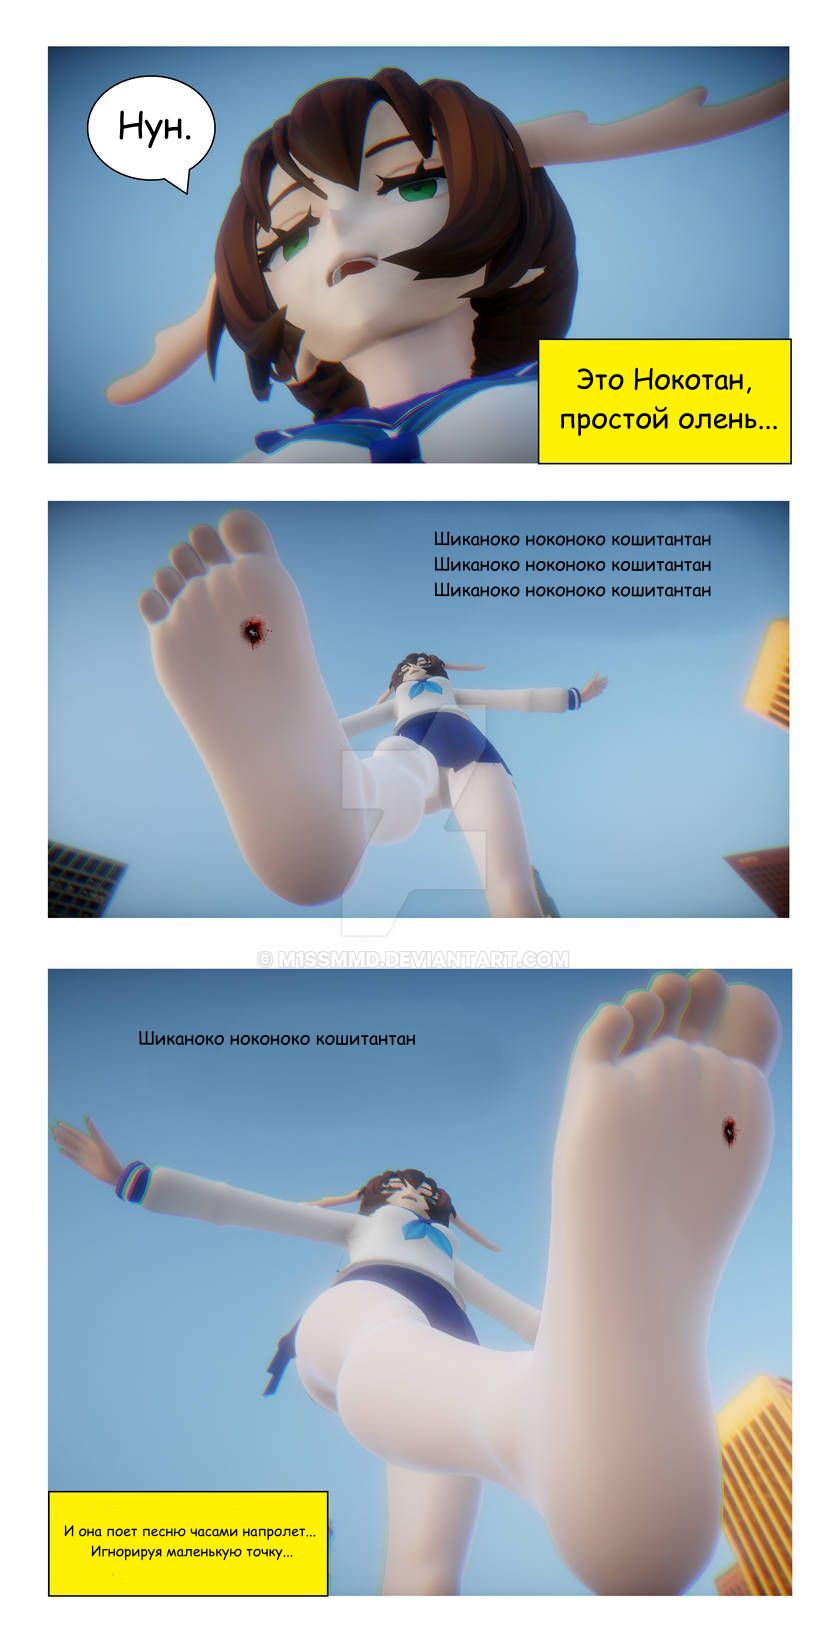 Нун.
Это Нокотан,
простой олень...
Шиканоко ноконоко кошитантан
Шиканоко ноконоко кошитантан
Шиканоко ноконоко кошитантан
© M1SSMMD.DEVIANTART.COM
Шиканоко ноконоко кошитантан
И она поет песню часами напролет...
Игнорируя маленькую точку...